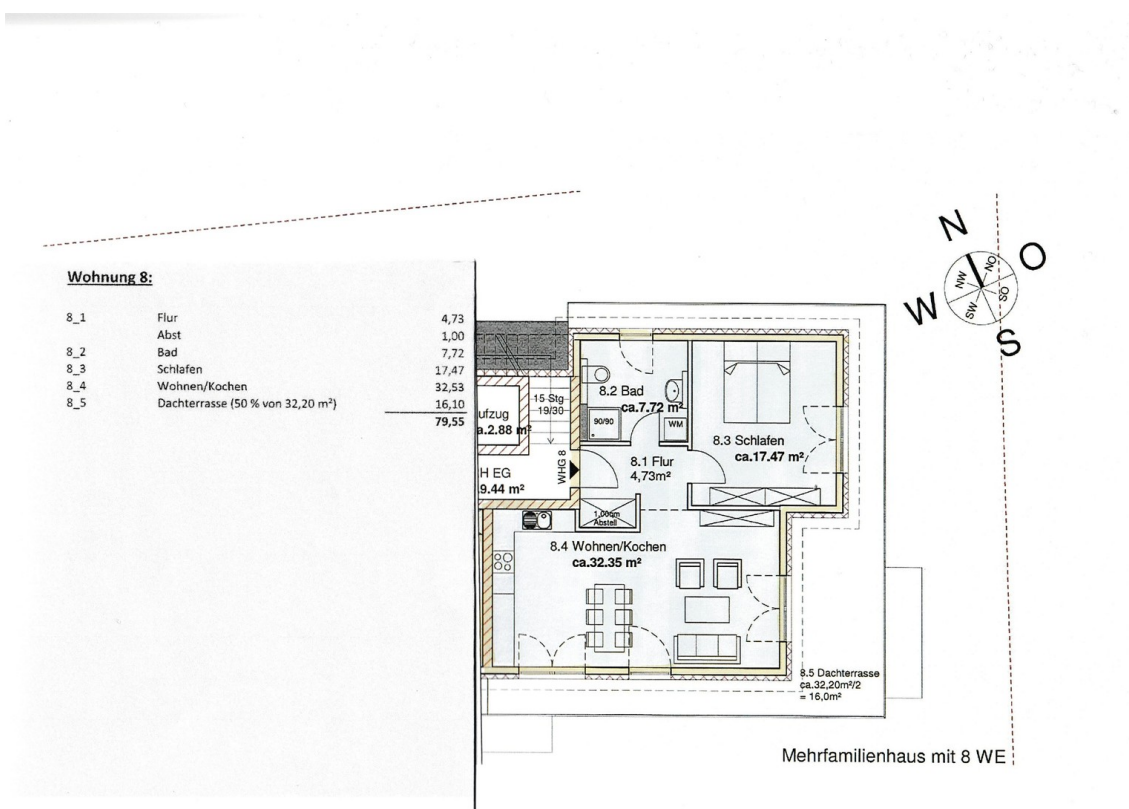 Wohnung 8:
8_1 Flur 4,73
Abst 1,00
8_2 Bad 7,72
8_3 Schlafen 17,47
8_4 Wohnen/Kochen 32,53
8_5 Dachterrasse (50 % von 32,20 m²) 16,10
79,55
N
NO
O
SO
S
SW
W
NW
15 Stg
19/30
ufzug
a.2.88 m²
H EG
.9.44 m²
WHG 8
8.2 Bad
ca.7.72 m²
90/90
WM
8.3 Schlafen
ca.17.47 m²
8.1 Flur
4,73m²
1,00qm
Abstell
8.4 Wohnen/Kochen
ca.32.35 m²
8.5 Dachterrasse
ca.32,20m²/2
= 16,0m²
Mehrfamilienhaus mit 8 WE